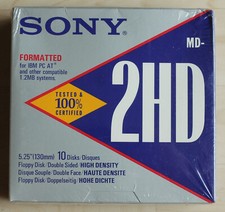 SONY
MD-
FORMATTED
for IBM PC AT
and other compatible
1.2MB systems.
TESTED &
100%
CERTIFIED
2HD
5.25"(130mm) 10 Disks/Disques
Floppy Disk/Double Sided/HIGH DENSITY
Disque Souple/Double Face/HAUTE DENSITE
Floppy Disk/Doppelseitig/HOHE DICHTE